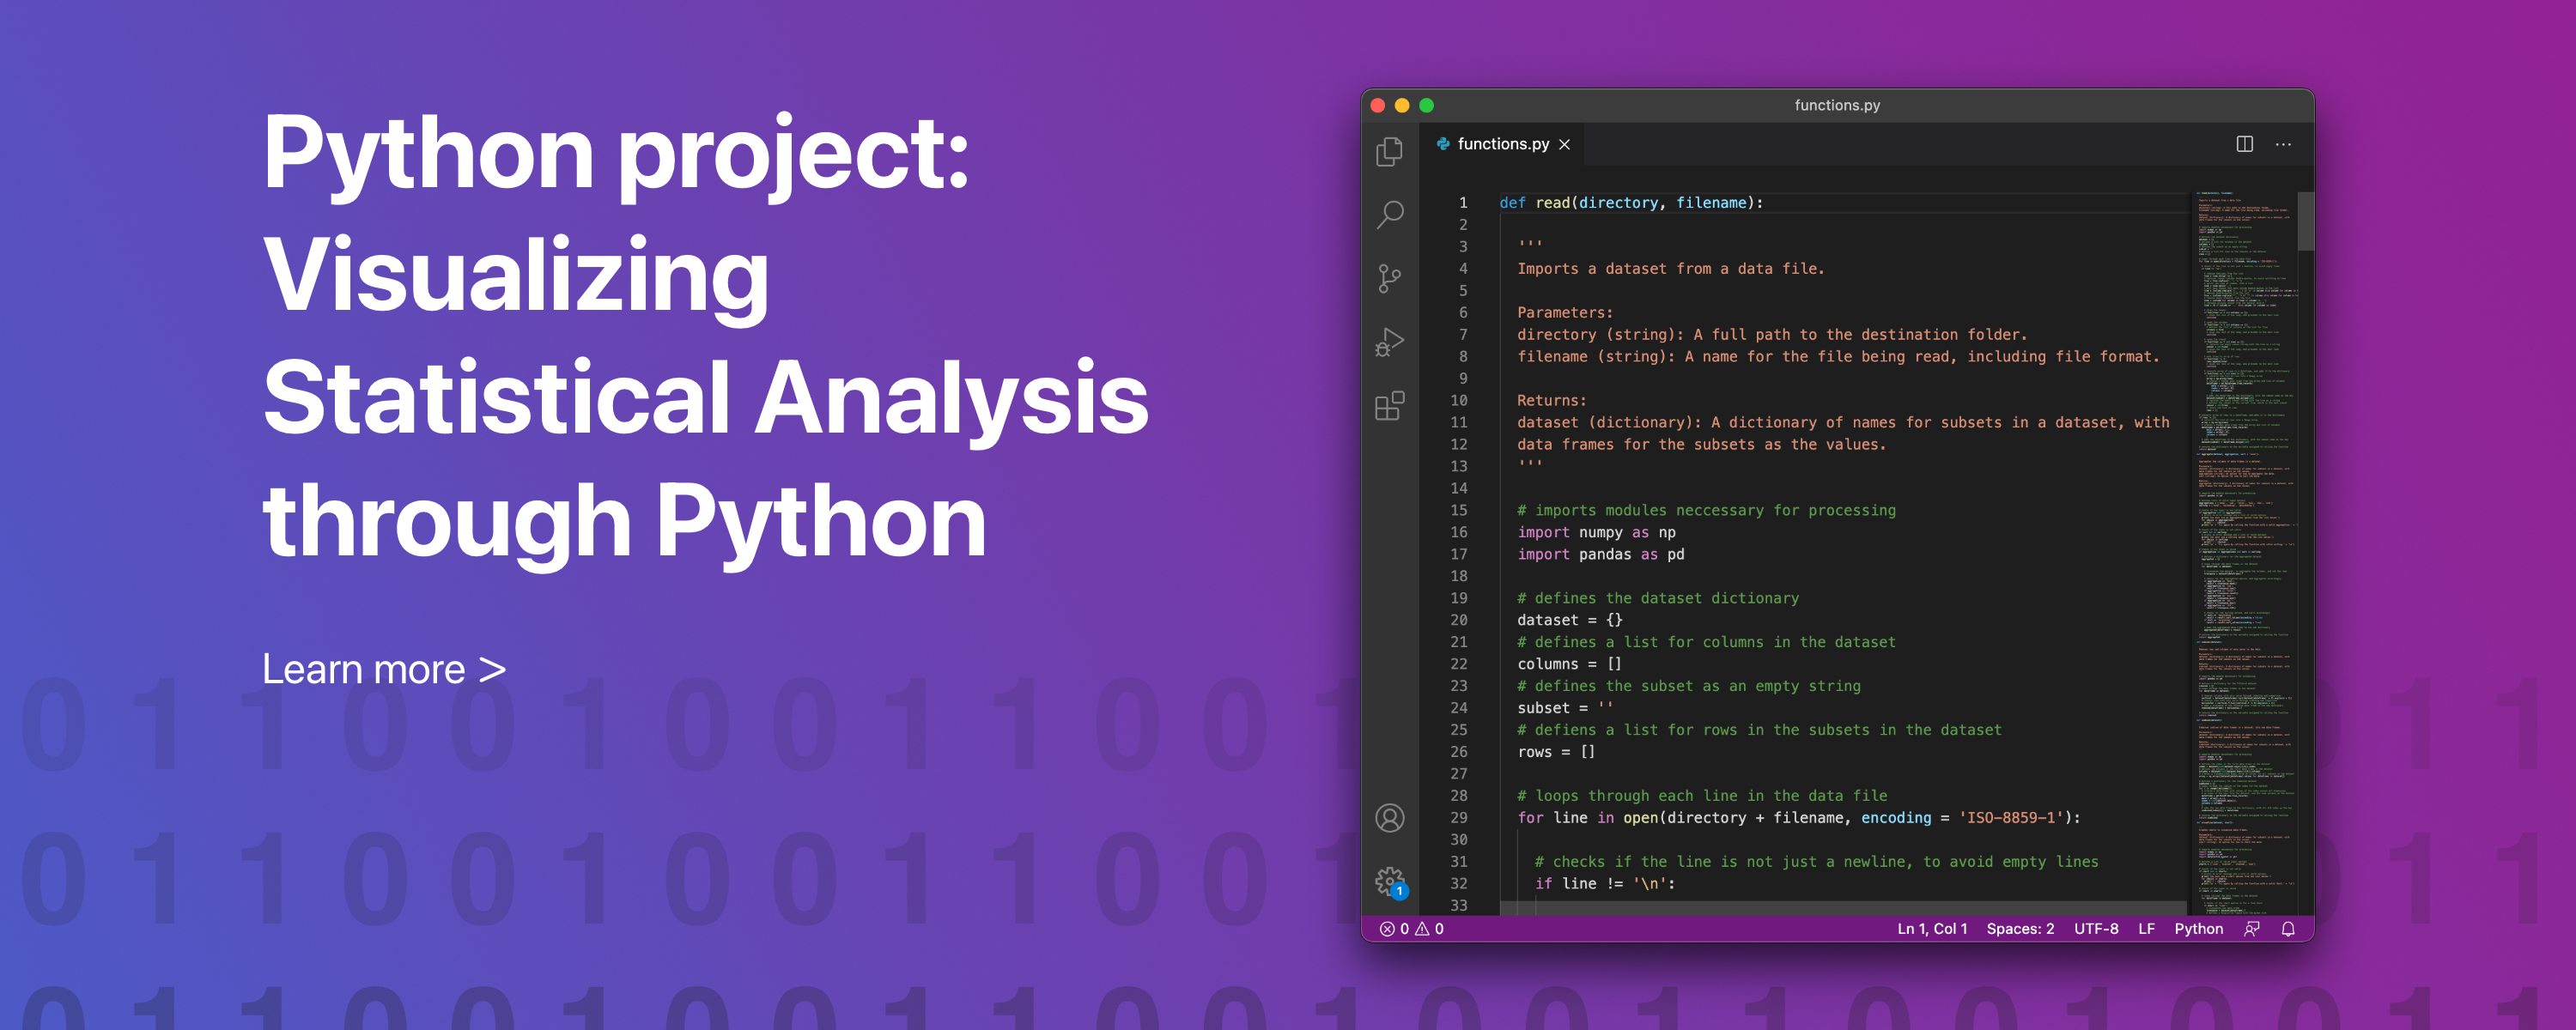 Python project:
Visualizing
Statistical Analysis
through Python
Learn more >
functions.py
functions.py
1 def read(directory, filename):
2
3 '''
4 Imports a dataset from a data file.
5
6 Parameters:
7 directory (string): A full path to the destination folder.
8 filename (string): A name for the file being read, including file format.
9
10 Returns:
11 dataset (dictionary): A dictionary of names for subsets in a dataset, with
12 data frames for the subsets as the values.
13 '''
14
15 # imports modules neccessary for processing
16 import numpy as np
17 import pandas as pd
18
19 # defines the dataset dictionary
20 dataset = {}
21 # defines a list for columns in the dataset
22 columns = []
23 # defines the subset as an empty string
24 subset = ''
25 # defiens a list for rows in the subsets in the dataset
26 rows = []
27
28 # loops through each line in the data file
29 for line in open(directory + filename, encoding = 'ISO-8859-1'):
30
31 # checks if the line is not just a newline, to avoid empty lines
32 if line != '\n':
33
1
0 0 Ln 1, Col 1 Spaces: 2 UTF-8 LF Python
0 1 1 0 0 1 0 0 1 1 0 0 1 0 1 1
0 1 1 0 0 1 0 0 1 1 0 0 1 0 1 1
0 1 1 0 0 1 0 0 1 1 0 0 1 0 0 1 1 0 0 1 0 0 1 1